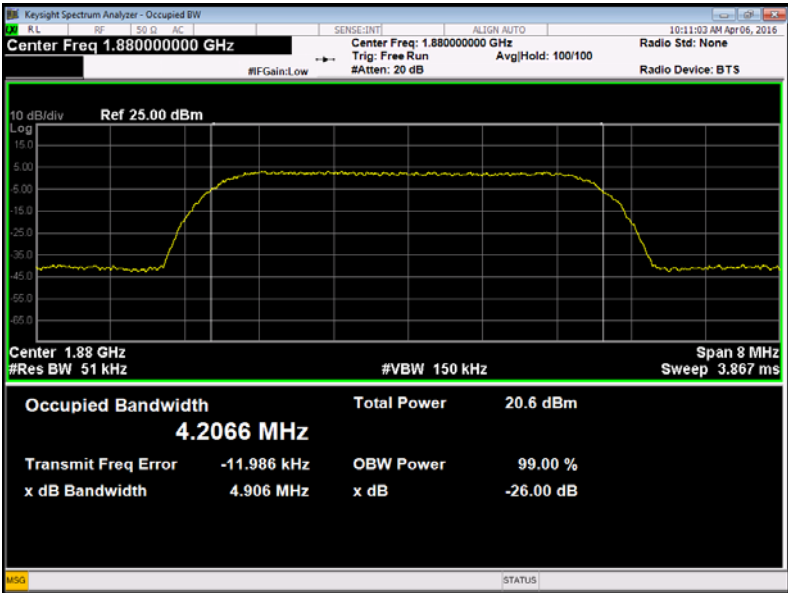 Keysight Spectrum Analyzer - Occupied BW
RL RF 50 Ω AC SENSE:INT ALIGN AUTO 10:11:03 AM Apr 06, 2016
Center Freq 1.880000000 GHz Center Freq: 1.880000000 GHz Radio Std: None
Trig: Free Run Avg|Hold: 100/100
#IFGain:Low #Atten: 20 dB Radio Device: BTS
10 dB/div Ref 25.00 dBm
Log
15.0
5.00
-5.00
-15.0
-25.0
-35.0
-45.0
-55.0
-65.0
Center 1.88 GHz Span 8 MHz
#Res BW 51 kHz #VBW 150 kHz Sweep 3.867 ms
Occupied Bandwidth Total Power 20.6 dBm
4.2066 MHz
Transmit Freq Error -11.986 kHz OBW Power 99.00 %
x dB Bandwidth 4.906 MHz x dB -26.00 dB
MSG STATUS